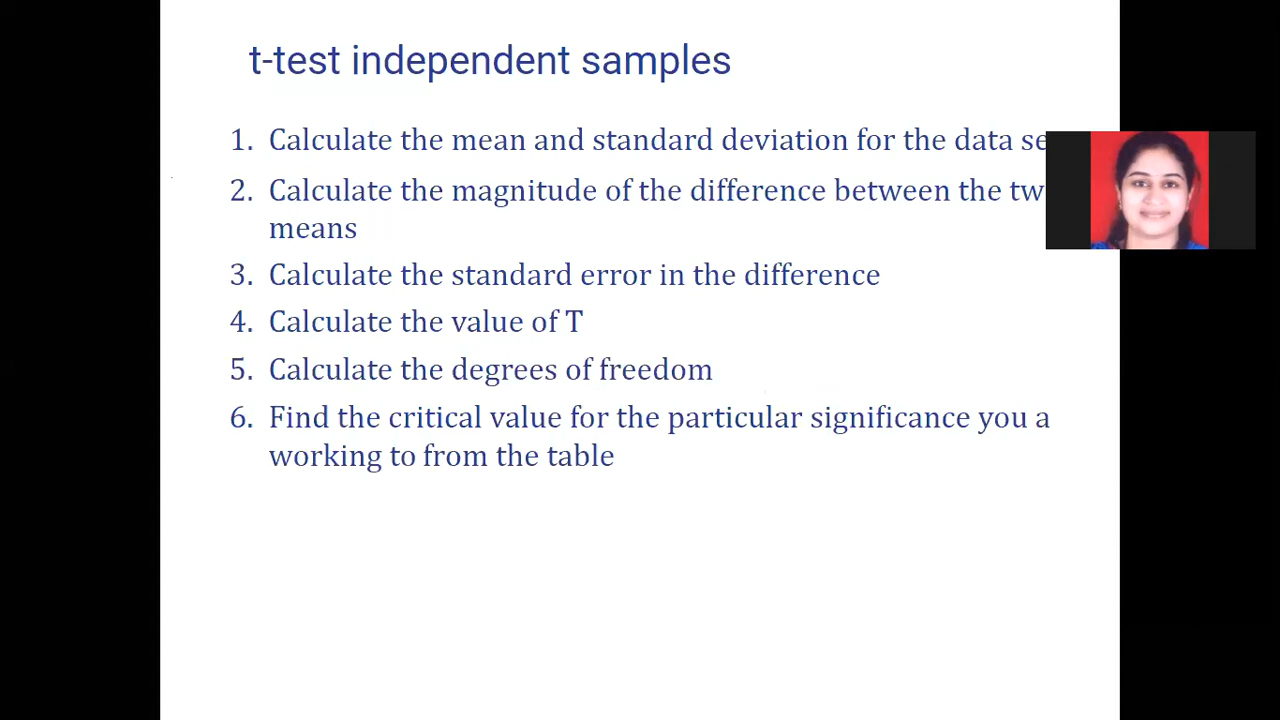 t-test independent samples
1. Calculate the mean and standard deviation for the data se
2. Calculate the magnitude of the difference between the tw
means
3. Calculate the standard error in the difference
4. Calculate the value of T
5. Calculate the degrees of freedom
6. Find the critical value for the particular significance you a
working to from the table